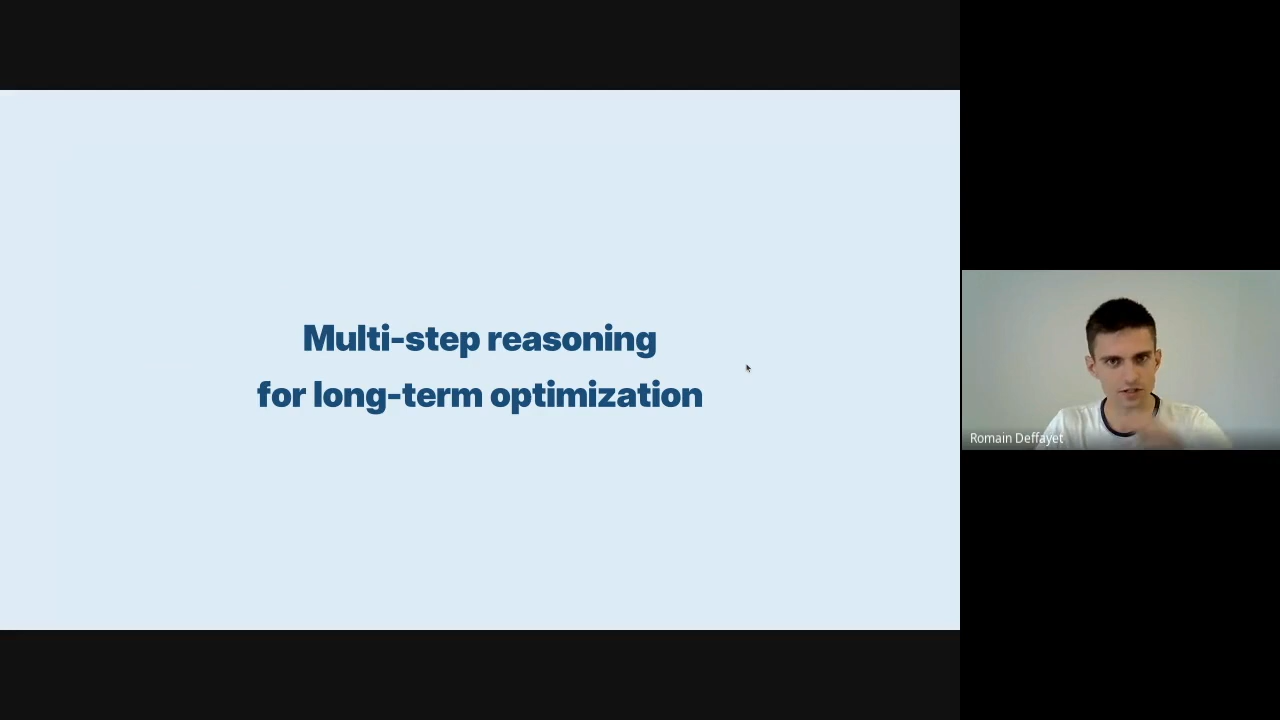 Multi-step reasoning
for long-term optimization
Romain Deffayet